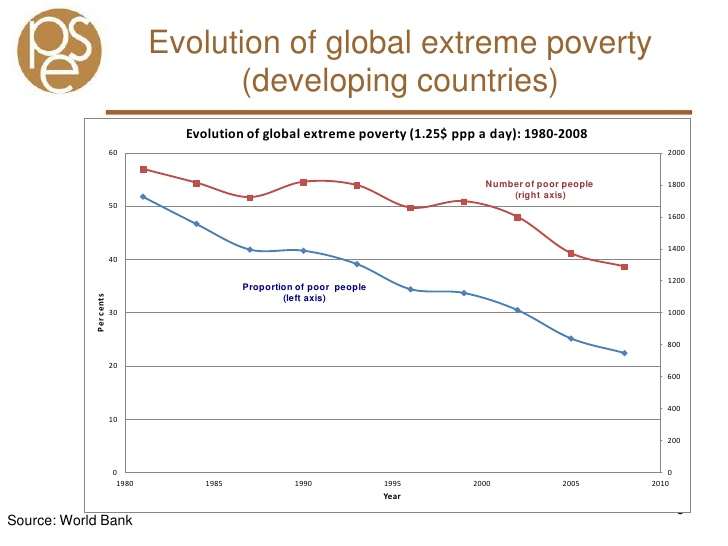 pse
Evolution of global extreme poverty
(developing countries)
Evolution of global extreme poverty (1.25$ ppp a day): 1980-2008
60
50
40
30
20
10
0
Per cents
2000
1800
1600
1400
1200
1000
800
600
400
200
0
Number of poor people
(right axis)
Proportion of poor people
(left axis)
1980
1985
1990
1995
2000
2005
2010
Year
Source: World Bank